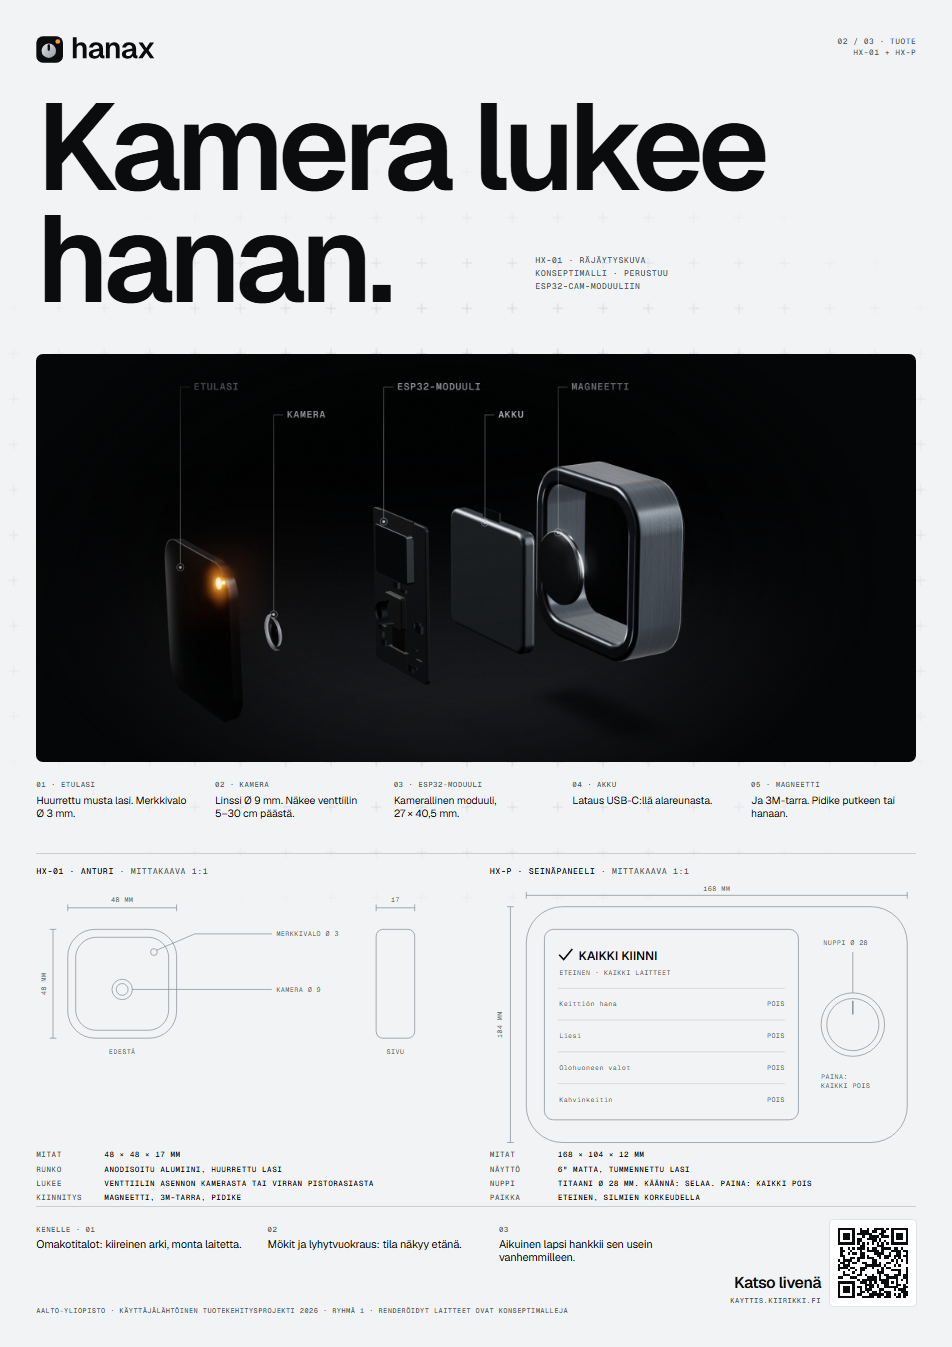 hanax
02 / 03 · TUOTE
HX-01 + HX-P
Kamera lukee
hanan.
HX-01 · RÄJÄYTYSKUVA
KONSEPTIMALLI · PERUSTUU
ESP32-CAM-MODUULIIN
ETULASI
ESP32-MODUULI
MAGNEETTI
KAMERA
AKKU
01 · ETULASI
Huurrettu musta lasi. Merkkivalo
Ø 3 mm.
02 · KAMERA
Linssi Ø 9 mm. Näkee venttiilin
5–30 cm päästä.
03 · ESP32-MODUULI
Kamerallinen moduuli,
27 × 40,5 mm.
04 · AKKU
Lataus USB-C:llä alareunasta.
05 · MAGNEETTI
Ja 3M-tarra. Pidike putkeen tai
hanaan.
HX-01 · ANTURI · MITTAKAAVA 1:1
48 MM
17
MERKKIVALO Ø 3
48 MM
KAMERA Ø 9
EDESTÄ
SIVU
HX-P · SEINÄPANEELI · MITTAKAAVA 1:1
168 MM
104 MM
KAIKKI KIINNI
ETEINEN · KAIKKI LAITTEET
Keittiön hana POIS
Liesi POIS
Olohuoneen valot POIS
Kahvinkeitin POIS
NUPPI Ø 28
PAINA:
KAIKKI POIS
MITAT 48 × 48 × 17 MM
RUNKO ANODISOITU ALUMIINI, HUURRETTU LASI
LUKEE VENTTIILIN ASENNON KAMERASTA TAI VIRRAN PISTORASIASTA
KIINNITYS MAGNEETTI, 3M-TARRA, PIDIKE
MITAT 168 × 104 × 12 MM
NÄYTTÖ 6" MATTA, TUMMENNETTU LASI
NUPPI TITAANI Ø 28 MM. KÄÄNNÄ: SELAA. PAINA: KAIKKI POIS
PAIKKA ETEINEN, SILMIEN KORKEUDELLA
KENELLE · 01
Omakotitalot: kiireinen arki, monta laitetta.
02
Mökit ja lyhytvuokraus: tila näkyy etänä.
03
Aikuinen lapsi hankkii sen usein
vanhemmilleen.
Katso livenä
KAYTTIS.KIIRIKKI.FI
AALTO-YLIOPISTO · KÄYTTÄJÄLÄHTÖINEN TUOTEKEHITYSPROJEKTI 2026 · RYHMÄ 1 · RENDERÖIDYT LAITTEET OVAT KONSEPTIMALLEJA